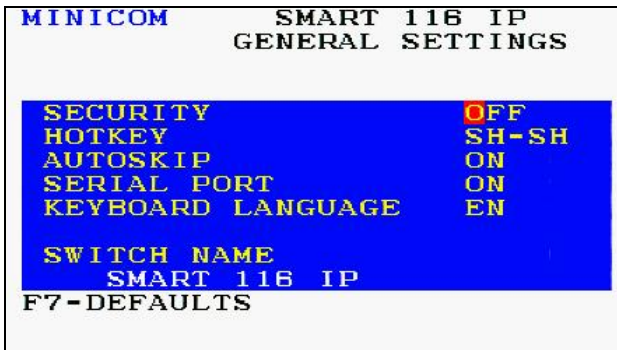 MINICOM SMART 116 IP
GENERAL SETTINGS
SECURITY OFF
HOTKEY SH-SH
AUTOSKIP ON
SERIAL PORT ON
KEYBOARD LANGUAGE EN
SWITCH NAME
SMART 116 IP
F7-DEFAULTS